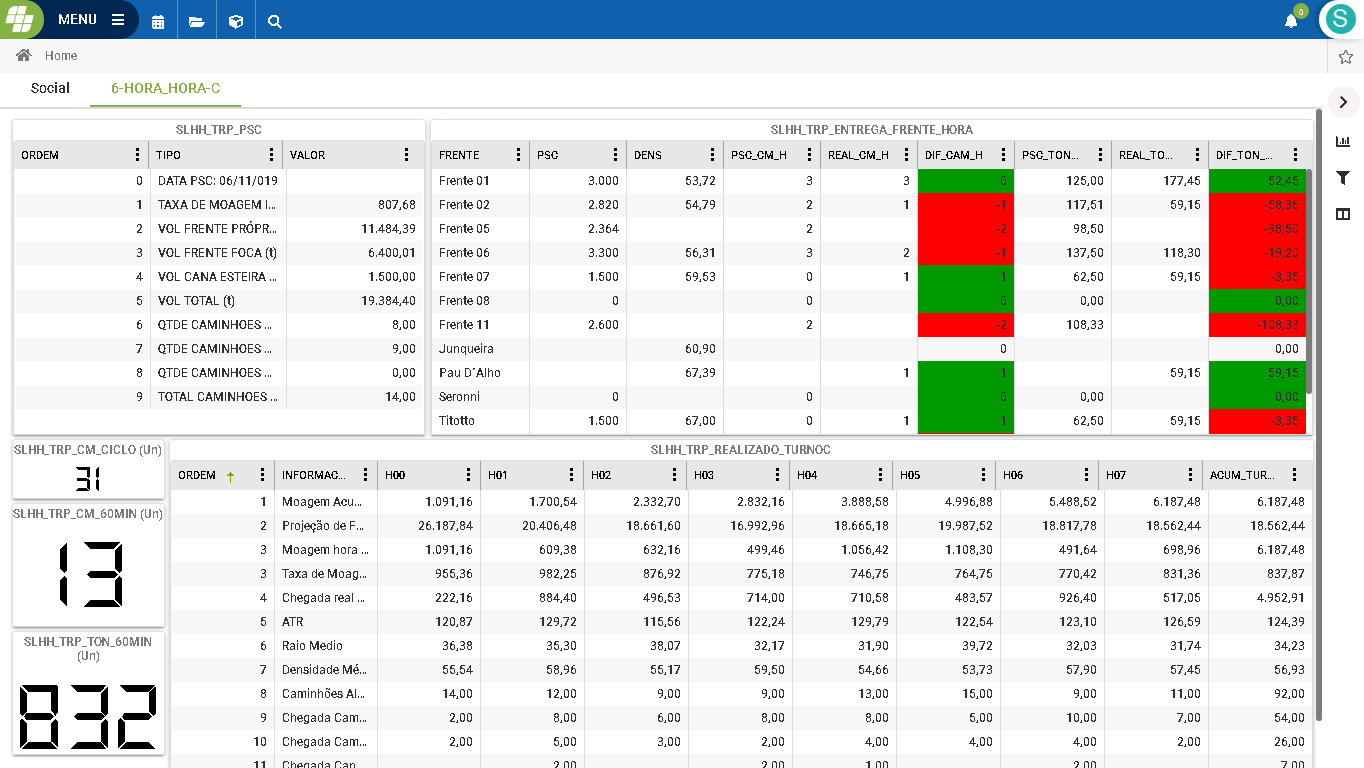 MENU
0
S
Home
Social 6-HORA_HORA-C
SLHH_TRP_PSC
ORDEM TIPO VALOR
0 DATA PSC: 06/11/019
1 TAXA DE MOAGEM I... 807,68
2 VOL FRENTE PRÓPR... 11.484,39
3 VOL FRENTE FOCA (t) 6.400,01
4 VOL CANA ESTEIRA ... 1.500,00
5 VOL TOTAL (t) 19.384,40
6 QTDE CAMINHOES ... 8,00
7 QTDE CAMINHOES ... 9,00
8 QTDE CAMINHOES ... 0,00
9 TOTAL CAMINHOES ... 14,00
SLHH_TRP_ENTREGA_FRENTE_HORA
FRENTE PSC DENS PSC_CM_H REAL_CM_H DIF_CAM_H PSC_TON... REAL_TO... DIF_TON_...
Frente 01 3.000 53,72 3 3 0 125,00 177,45 52,45
Frente 02 2.820 54,79 2 1 -1 117,51 59,15 -58,36
Frente 05 2.364 2 -2 98,50 -98,50
Frente 06 3.300 56,31 3 2 -1 137,50 118,30 -19,20
Frente 07 1.500 59,53 0 1 1 62,50 59,15 -3,35
Frente 08 0 0 0 0,00 0,00
Frente 11 2.600 2 -2 108,33 -108,33
Junqueira 60,90 0 0,00
Pau D´Alho 67,39 1 1 59,15 59,15
Seronni 0 0 0 0,00 0,00
Titotto 1.500 67,00 0 1 1 62,50 59,15 -3,35
SLHH_TRP_CM_CICLO (Un)
31
SLHH_TRP_CM_60MIN (Un)
13
SLHH_TRP_TON_60MIN
(Un)
832
SLHH_TRP_REALIZADO_TURNOC
ORDEM INFORMAC... H00 H01 H02 H03 H04 H05 H06 H07 ACUM_TUR...
1 Moagem Acu... 1.091,16 1.700,54 2.332,70 2.832,16 3.888,58 4.996,88 5.488,52 6.187,48 6.187,48
2 Projeção de F... 26.187,84 20.406,48 18.661,60 16.992,96 18.665,18 19.987,52 18.817,78 18.562,44 18.562,44
3 Moagem hora ... 1.091,16 609,38 632,16 499,46 1.056,42 1.108,30 491,64 698,96 6.187,48
3 Taxa de Moag... 955,36 982,25 876,92 775,18 746,75 764,75 770,42 831,36 837,87
4 Chegada real ... 222,16 884,40 496,53 714,00 710,58 483,57 926,40 517,05 4.952,91
5 ATR 120,87 129,72 115,56 122,24 129,79 122,54 123,10 126,59 124,39
6 Raio Medio 36,38 35,30 38,07 32,17 31,90 39,72 32,03 31,74 34,23
7 Densidade Mé... 55,54 58,96 55,17 59,50 54,66 53,73 57,90 57,45 56,93
8 Caminhões Al... 14,00 12,00 9,00 9,00 13,00 15,00 9,00 11,00 92,00
9 Chegada Cam... 2,00 8,00 6,00 8,00 8,00 5,00 10,00 7,00 54,00
10 Chegada Cam... 2,00 5,00 3,00 2,00 4,00 4,00 4,00 2,00 26,00
11 Chegada Can... 2,00 2,00 1,00 2,00 7,00